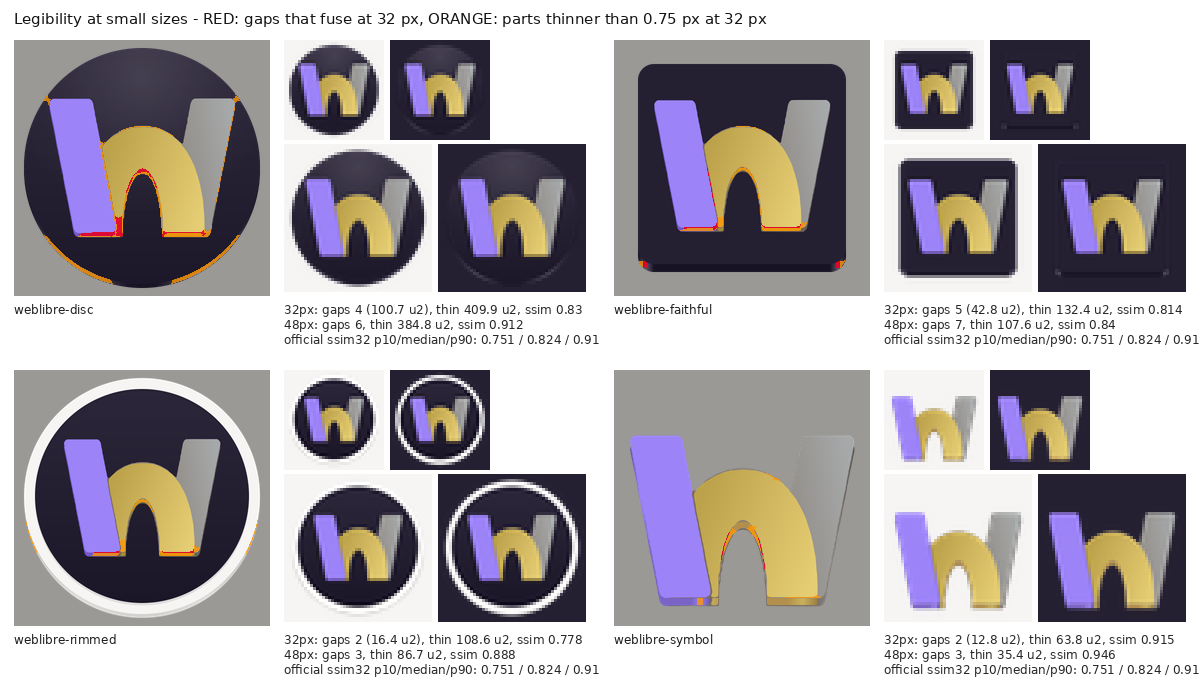 Legibility at small sizes - RED: gaps that fuse at 32 px, ORANGE: parts thinner than 0.75 px at 32 px
weblibre-disc
32px: gaps 4 (100.7 u2), thin 409.9 u2, ssim 0.83
48px: gaps 6, thin 384.8 u2, ssim 0.912
official ssim32 p10/median/p90: 0.751 / 0.824 / 0.91
weblibre-faithful
32px: gaps 5 (42.8 u2), thin 132.4 u2, ssim 0.814
48px: gaps 7, thin 107.6 u2, ssim 0.84
official ssim32 p10/median/p90: 0.751 / 0.824 / 0.91
weblibre-rimmed
32px: gaps 2 (16.4 u2), thin 108.6 u2, ssim 0.778
48px: gaps 3, thin 86.7 u2, ssim 0.888
official ssim32 p10/median/p90: 0.751 / 0.824 / 0.91
weblibre-symbol
32px: gaps 2 (12.8 u2), thin 63.8 u2, ssim 0.915
48px: gaps 3, thin 35.4 u2, ssim 0.946
official ssim32 p10/median/p90: 0.751 / 0.824 / 0.91